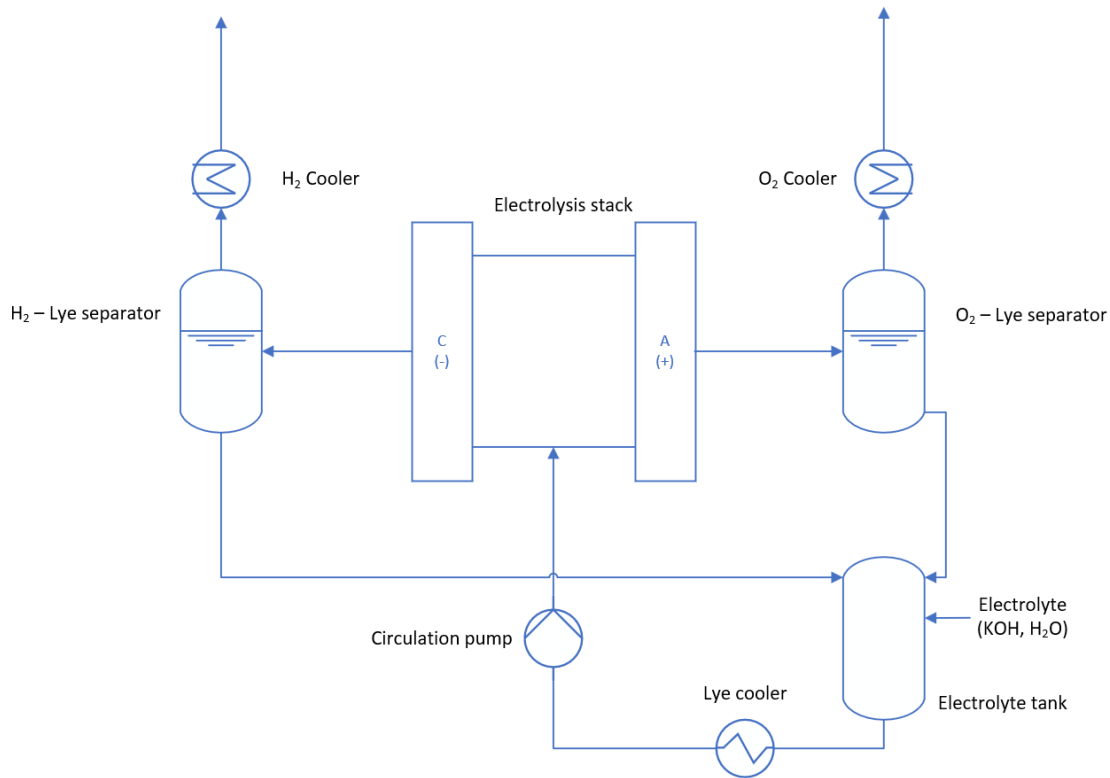 H₂ Cooler
O₂ Cooler
Electrolysis stack
H₂ – Lye separator
O₂ – Lye separator
C
(-)
A
(+)
Electrolyte
(KOH, H₂O)
Circulation pump
Lye cooler
Electrolyte tank